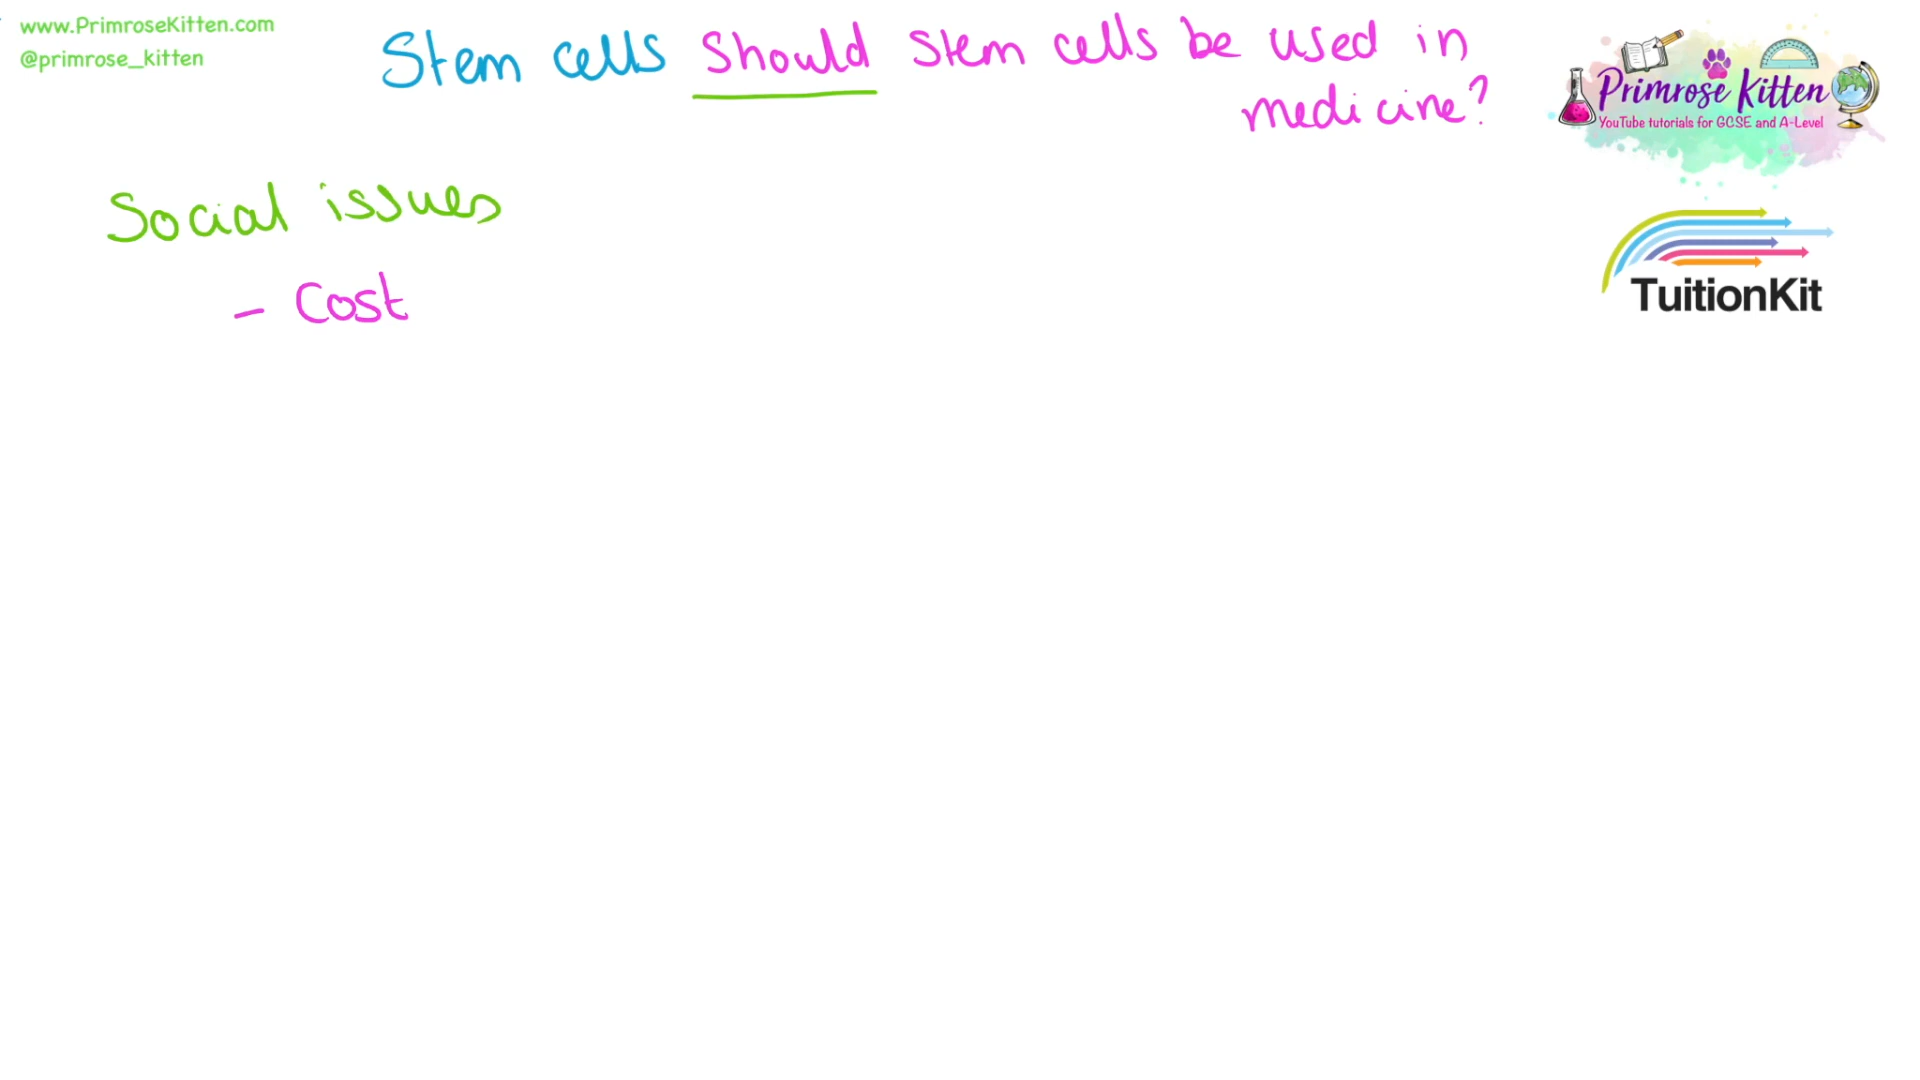 www.PrimroseKitten.com
@primrose_kitten
Stem cells Should stem cells be used in
medicine?
Primrose Kitten
YouTube tutorials for GCSE and A-Level
TuitionKit
Social issues
- Cost